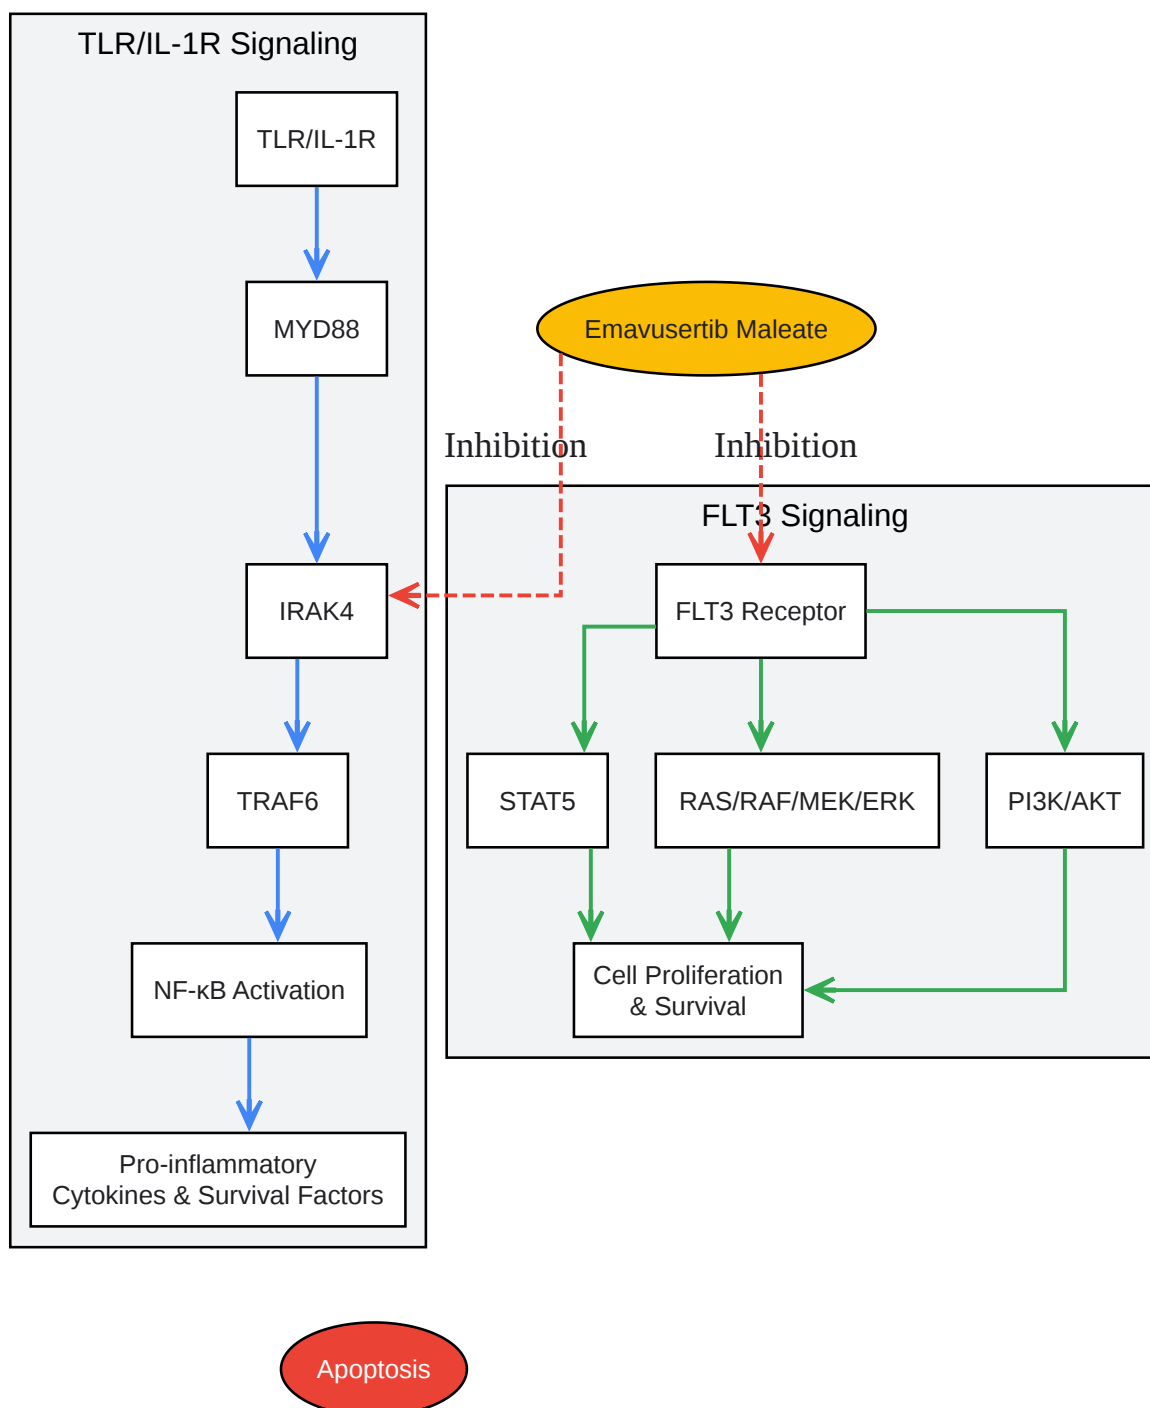 TLR/IL-1R Signaling
TLR/IL-1R
MYD88
Emavusertib Maleate
Inhibition
Inhibition
FLT3 Signaling
IRAK4
FLT3 Receptor
TRAF6
STAT5
RAS/RAF/MEK/ERK
PI3K/AKT
NF-κB Activation
Cell Proliferation
& Survival
Pro-inflammatory
Cytokines & Survival Factors
Apoptosis